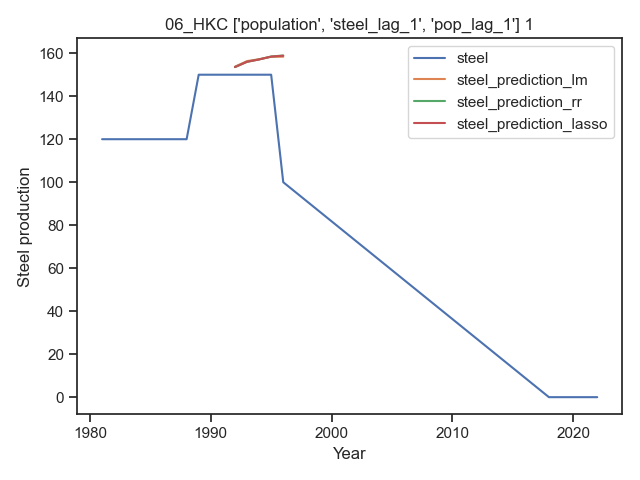 06_HKC ['population', 'steel_lag_1', 'pop_lag_1'] 1
steel
steel_prediction_lm
steel_prediction_rr
steel_prediction_lasso
Steel production
160
140
120
100
80
60
40
20
0
1980
1990
2000
2010
2020
Year